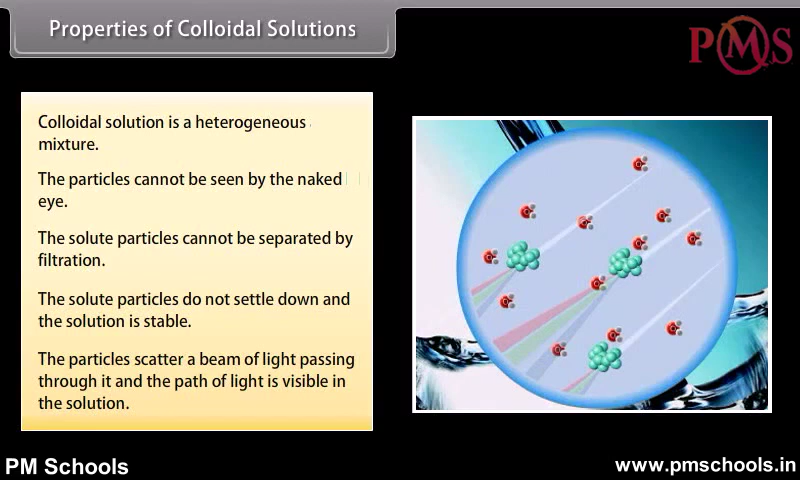 Properties of Colloidal Solutions
PMS
Colloidal solution is a heterogeneous
mixture.
The particles cannot be seen by the naked
eye.
The solute particles cannot be separated by
filtration.
The solute particles do not settle down and
the solution is stable.
The particles scatter a beam of light passing
through it and the path of light is visible in
the solution.
PM Schools
www.pmschools.in